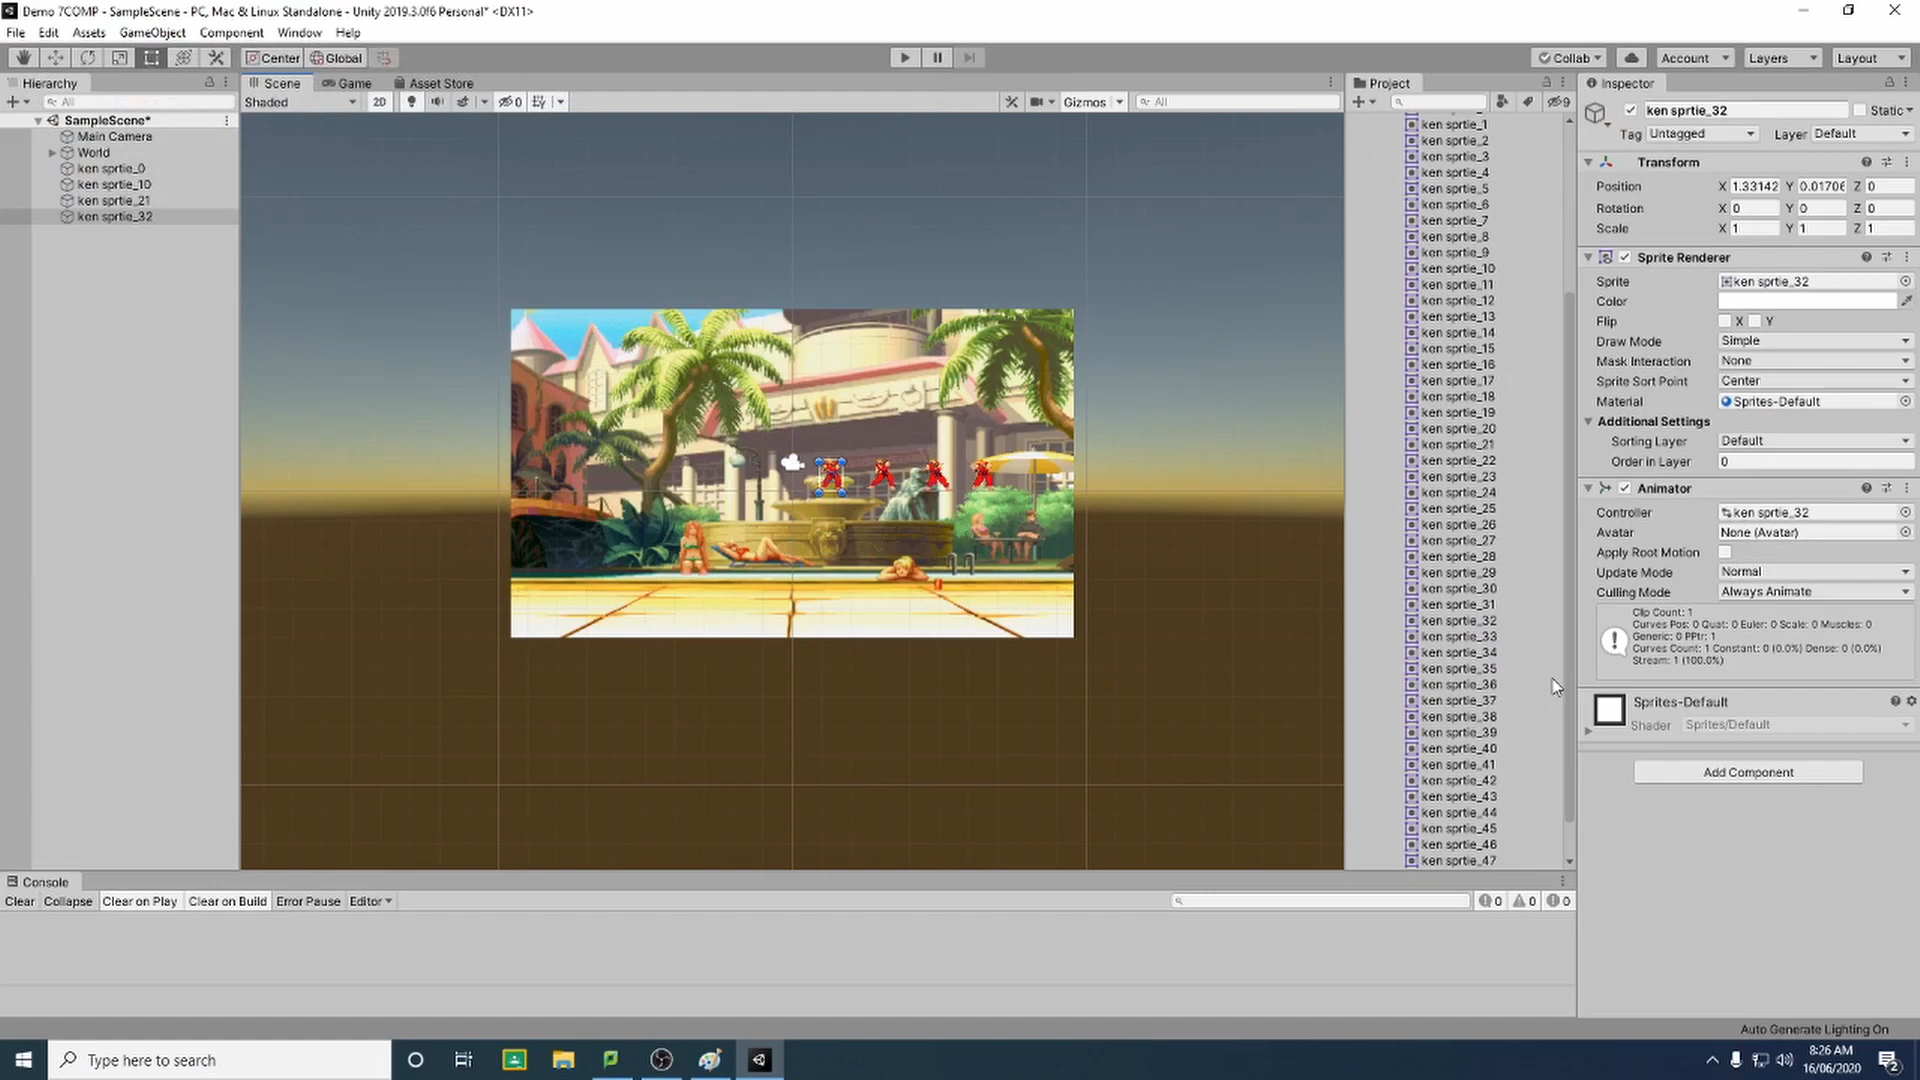 Demo 7COMP - SampleScene - PC, Mac & Linux Standalone - Unity 2019.3.0f6 Personal* <DX11>
File Edit Assets GameObject Component Window Help
Center Global Collab Account Layers Layout
Hierarchy
All
SampleScene*
Main Camera
World
ken sprtie_0
ken sprtie_10
ken sprtie_21
ken sprtie_32
Scene Game Asset Store
Shaded 2D 0 Gizmos All
Project
9
ken sprtie_1
ken sprtie_2
ken sprtie_3
ken sprtie_4
ken sprtie_5
ken sprtie_6
ken sprtie_7
ken sprtie_8
ken sprtie_9
ken sprtie_10
ken sprtie_11
ken sprtie_12
ken sprtie_13
ken sprtie_14
ken sprtie_15
ken sprtie_16
ken sprtie_17
ken sprtie_18
ken sprtie_19
ken sprtie_20
ken sprtie_21
ken sprtie_22
ken sprtie_23
ken sprtie_24
ken sprtie_25
ken sprtie_26
ken sprtie_27
ken sprtie_28
ken sprtie_29
ken sprtie_30
ken sprtie_31
ken sprtie_32
ken sprtie_33
ken sprtie_34
ken sprtie_35
ken sprtie_36
ken sprtie_37
ken sprtie_38
ken sprtie_39
ken sprtie_40
ken sprtie_41
ken sprtie_42
ken sprtie_43
ken sprtie_44
ken sprtie_45
ken sprtie_46
ken sprtie_47
Inspector
ken sprtie_32 Static
Tag Untagged Layer Default
Transform
Position X 1.33142 Y 0.01706 Z 0
Rotation X 0 Y 0 Z 0
Scale X 1 Y 1 Z 1
Sprite Renderer
Sprite ken sprtie_32
Color
Flip X Y
Draw Mode Simple
Mask Interaction None
Sprite Sort Point Center
Material Sprites-Default
Additional Settings
Sorting Layer Default
Order in Layer 0
Animator
Controller ken sprtie_32
Avatar None (Avatar)
Apply Root Motion
Update Mode Normal
Culling Mode Always Animate
Clip Count: 1
Curves Pos: 0 Quat: 0 Euler: 0 Scale: 0 Muscles: 0
Generic: 0 PPtr: 1
Curves Count: 1 Constant: 0 (0.0%) Dense: 0 (0.0%)
Stream: 1 (100.0%)
Sprites-Default
Shader Sprites/Default
Add Component
Console
Clear Collapse Clear on Play Clear on Build Error Pause Editor 0 0 0
Auto Generate Lighting On
Type here to search
8:26 AM
16/06/2020
2